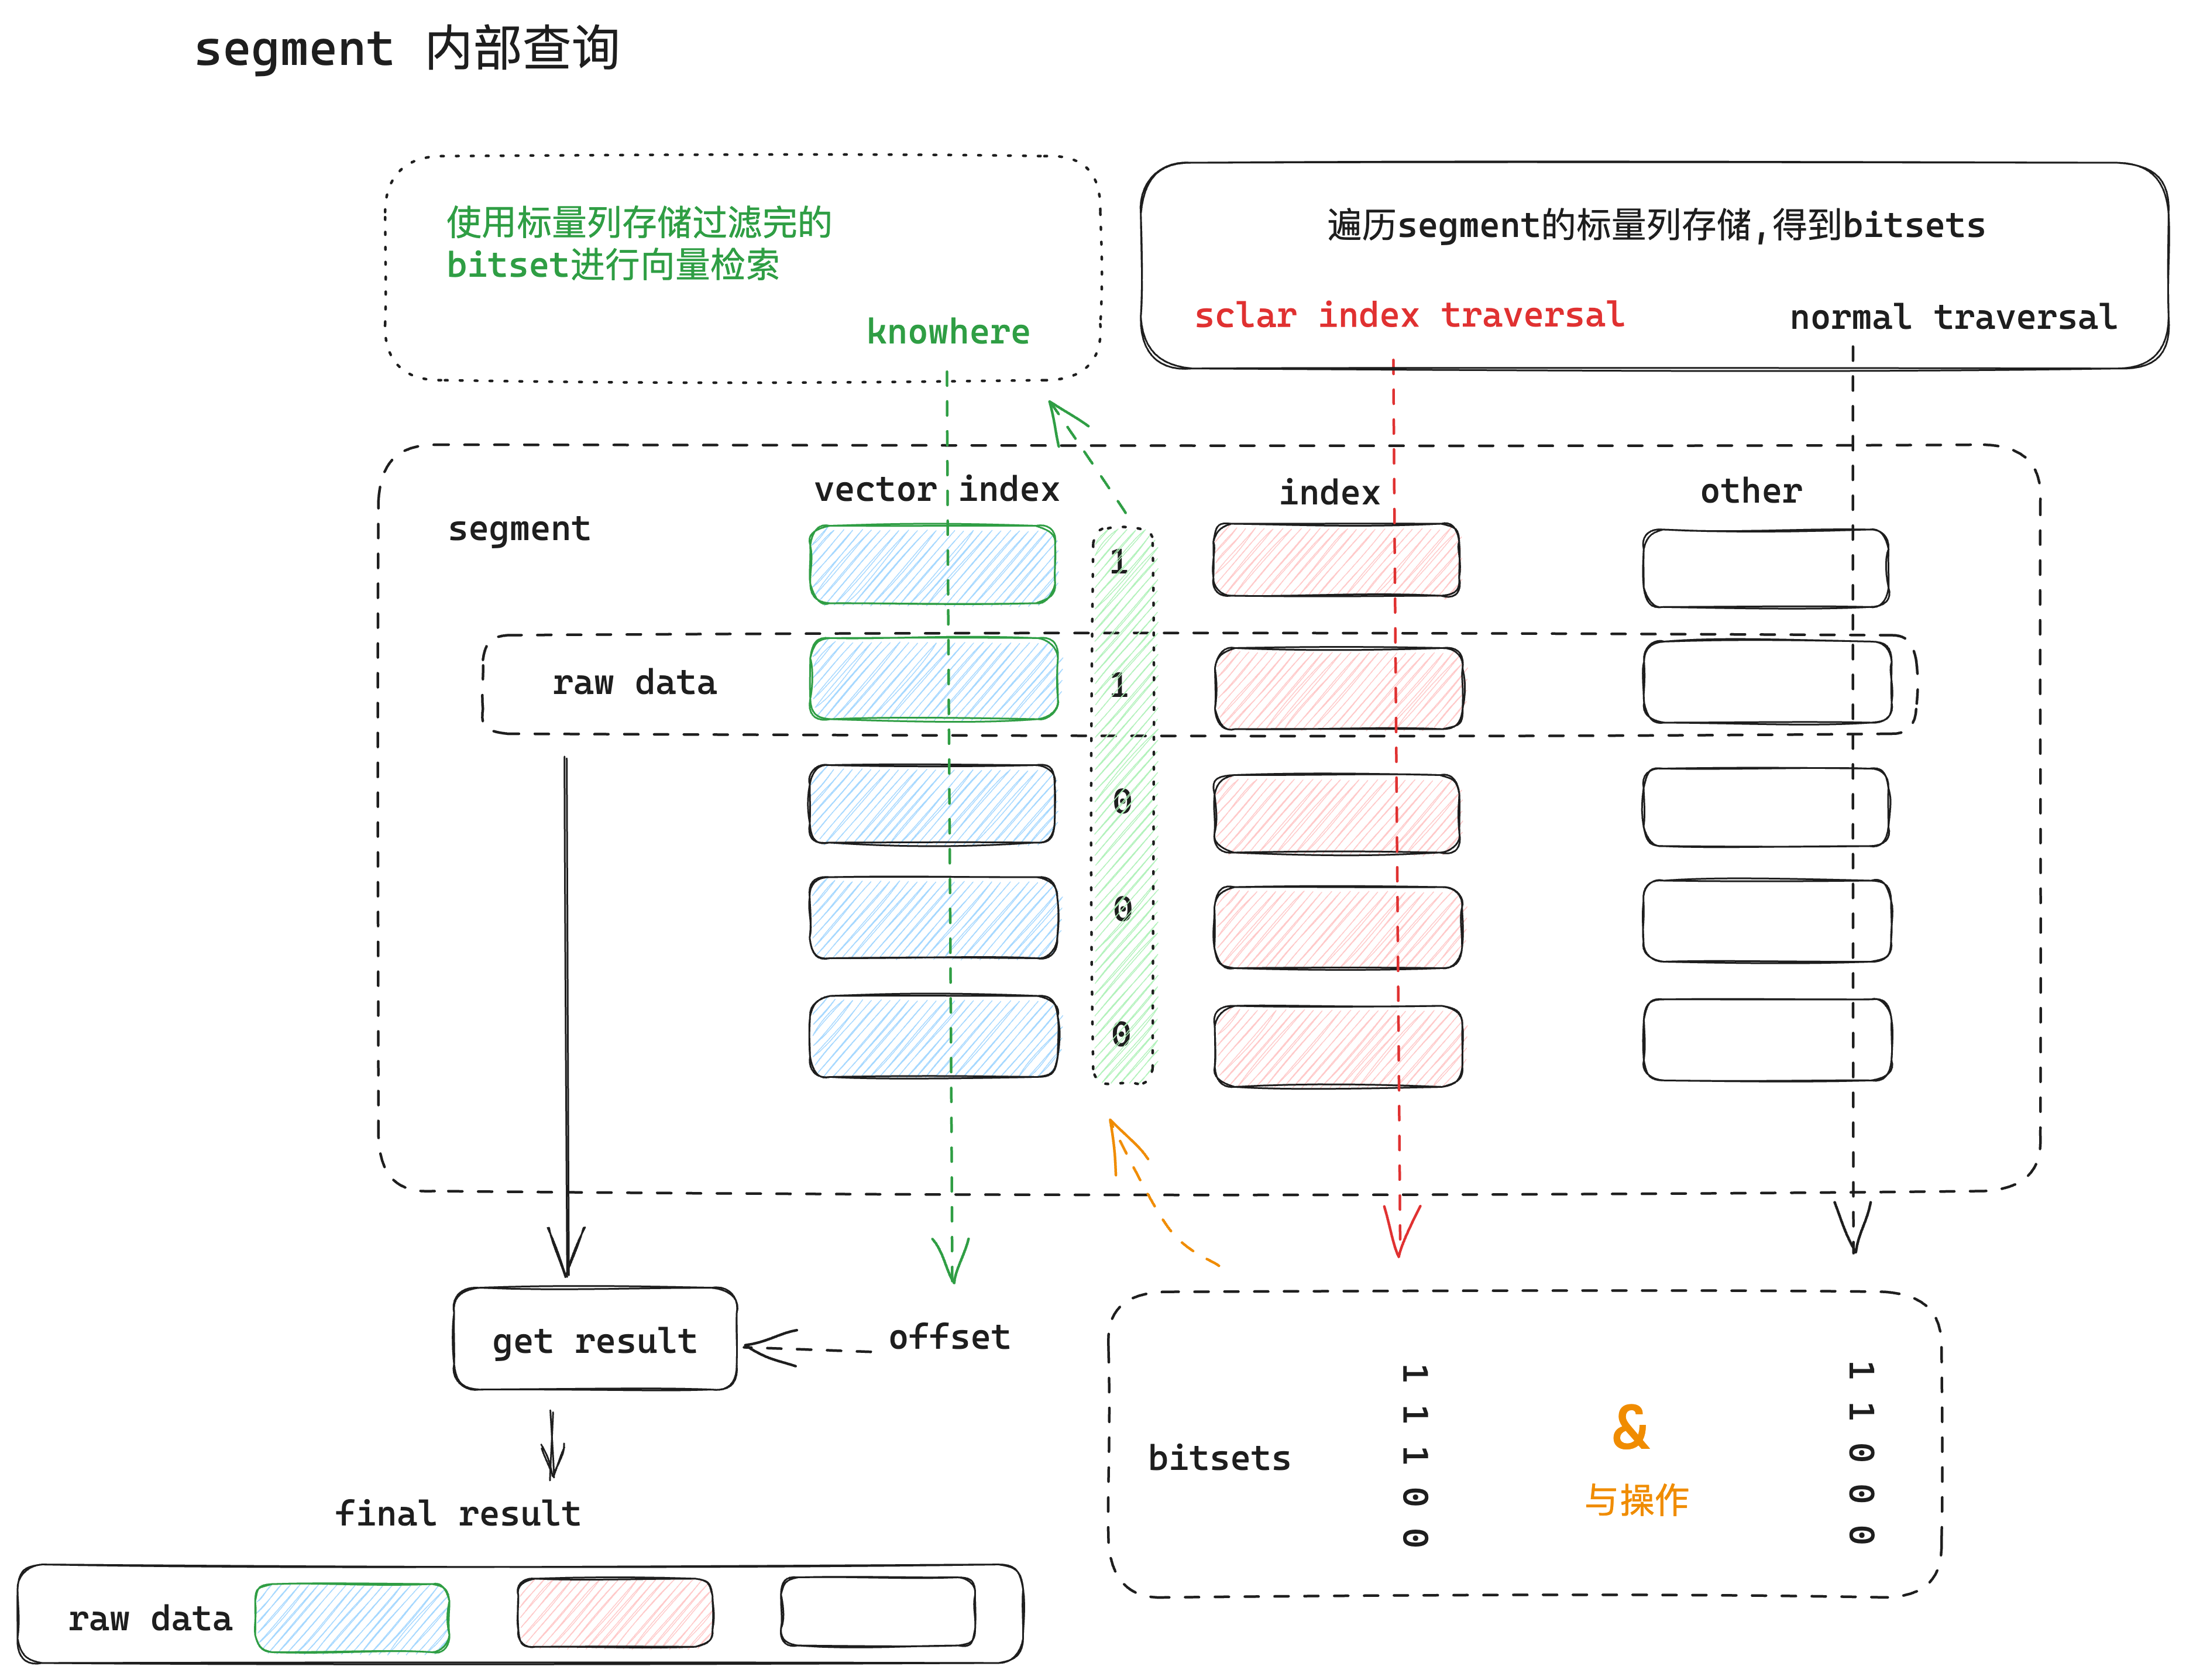 segment 内部查询
使用标量列存储过滤完的
bitset进行向量检索
knowhere
遍历segment的标量列存储,得到bitsets
sclar index traversal
normal traversal
segment
vector index
index
other
1
raw data
1
0
0
0
get result
offset
bitsets
1 1 1 0 0
&
与操作
1 1 0 0 0
final result
raw data